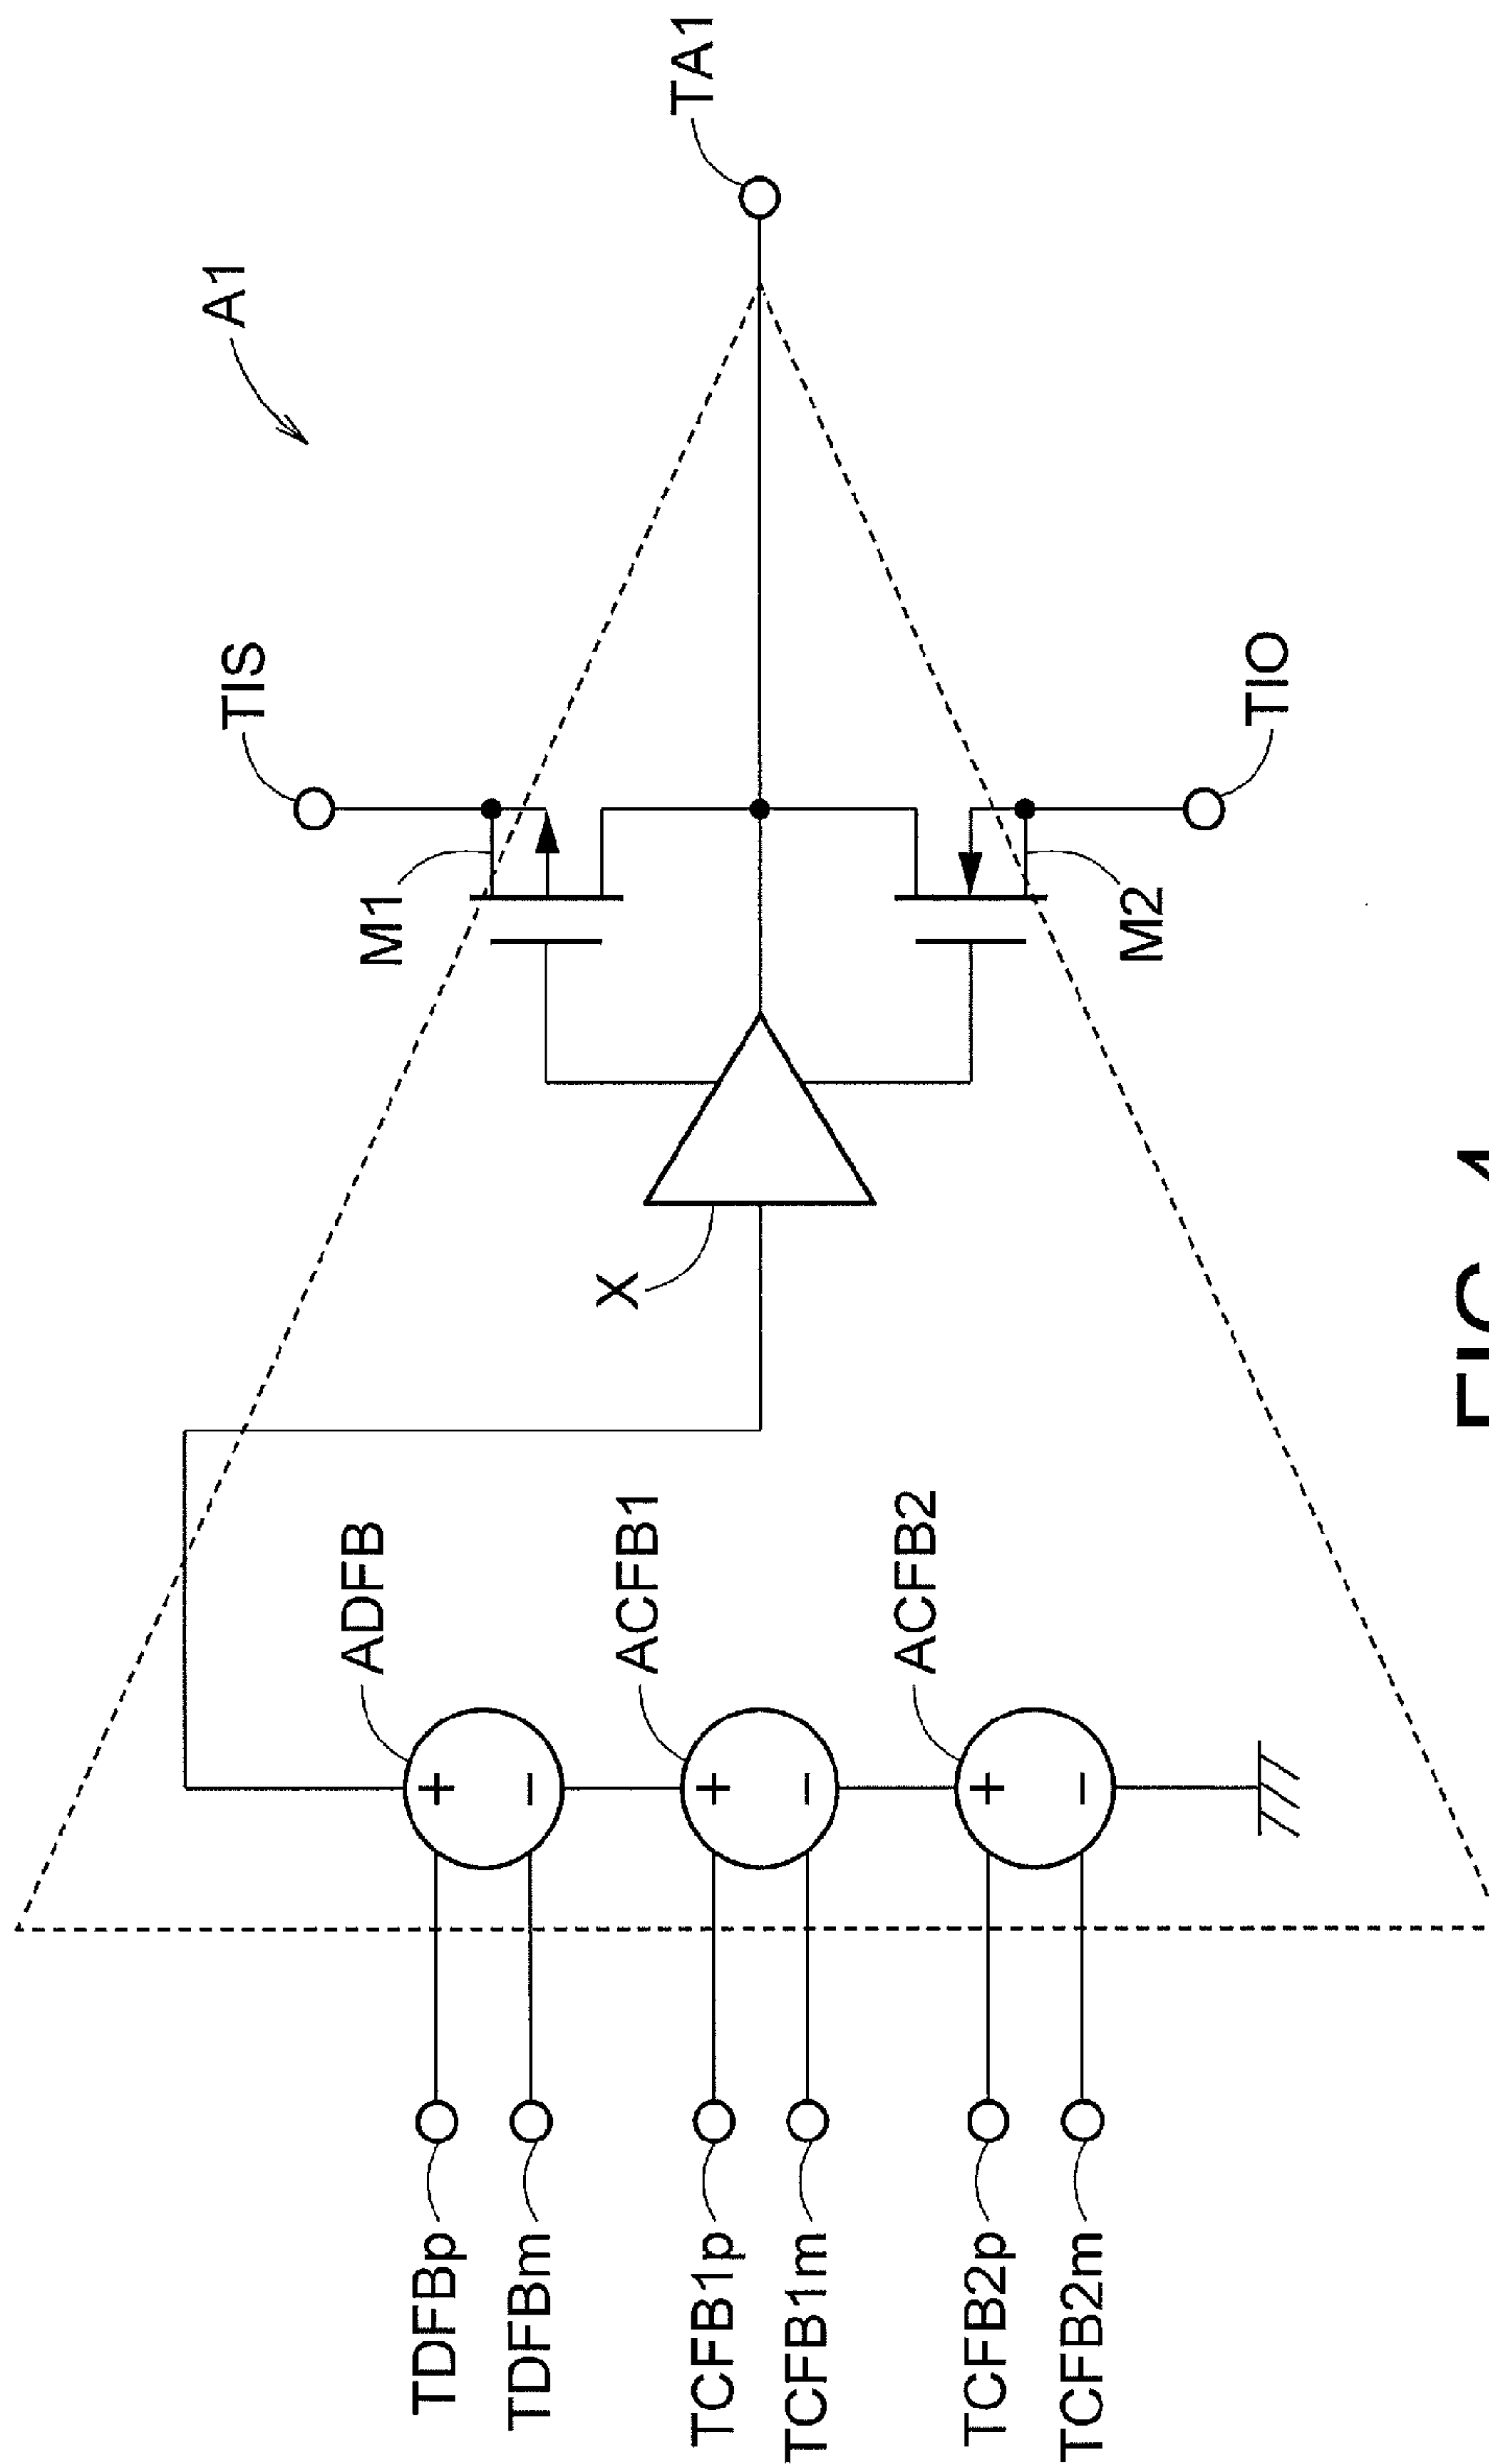 A1
TA1
TIS
M1
M2
TIO
X
ADFB
+
−
ACFB1
+
−
ACFB2
+
−
TDFBp
TDFBm
TCFB1p
TCFB1m
TCFB2p
TCFB2m